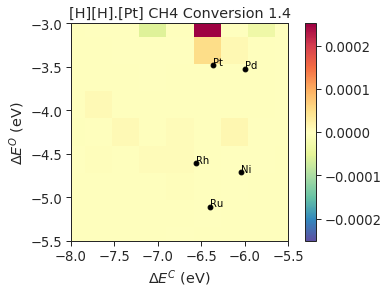 [H][H].[Pt] CH4 Conversion 1.4
−3.0
−3.5
−4.0
−4.5
−5.0
−5.5
ΔE^O (eV)
Pt
Pd
Rh
Ni
Ru
−8.0 −7.5 −7.0 −6.5 −6.0 −5.5
ΔE^C (eV)
0.0002
0.0001
0.0000
−0.0001
−0.0002